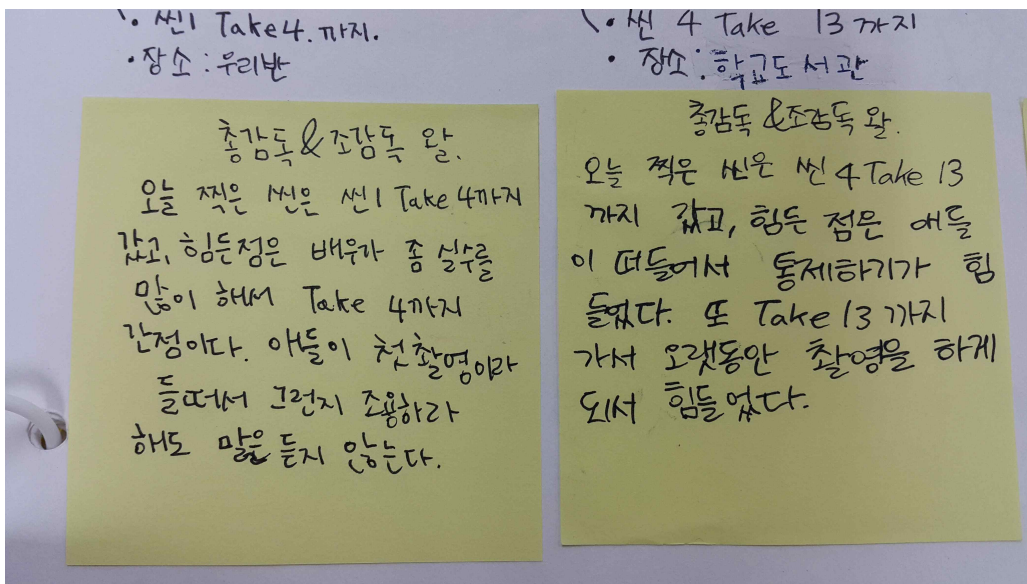 · 씬1 Take 4. 까지.
· 장소 : 우리반
총감독 & 조감독 왈.
오늘 찍은 씬은 씬1 Take 4까지
갔고, 힘든점은 배우가 좀 실수를
많이 해서 Take 4까지
간점이다. 애들이 첫촬영이라
들떠서 그런지 조용하라
해도 말을 듣지 않는다.
· 씬 4 Take 13 까지
· 장소 : 학교도서관
총감독 & 조감독 왈.
오늘 찍은 씬은 씬 4 Take 13
까지 갔고, 힘든 점은 애들
이 떠들어서 통제하기가 힘
들었다. 또 Take 13 까지
가서 오랫동안 촬영을 하게
되서 힘들었다.